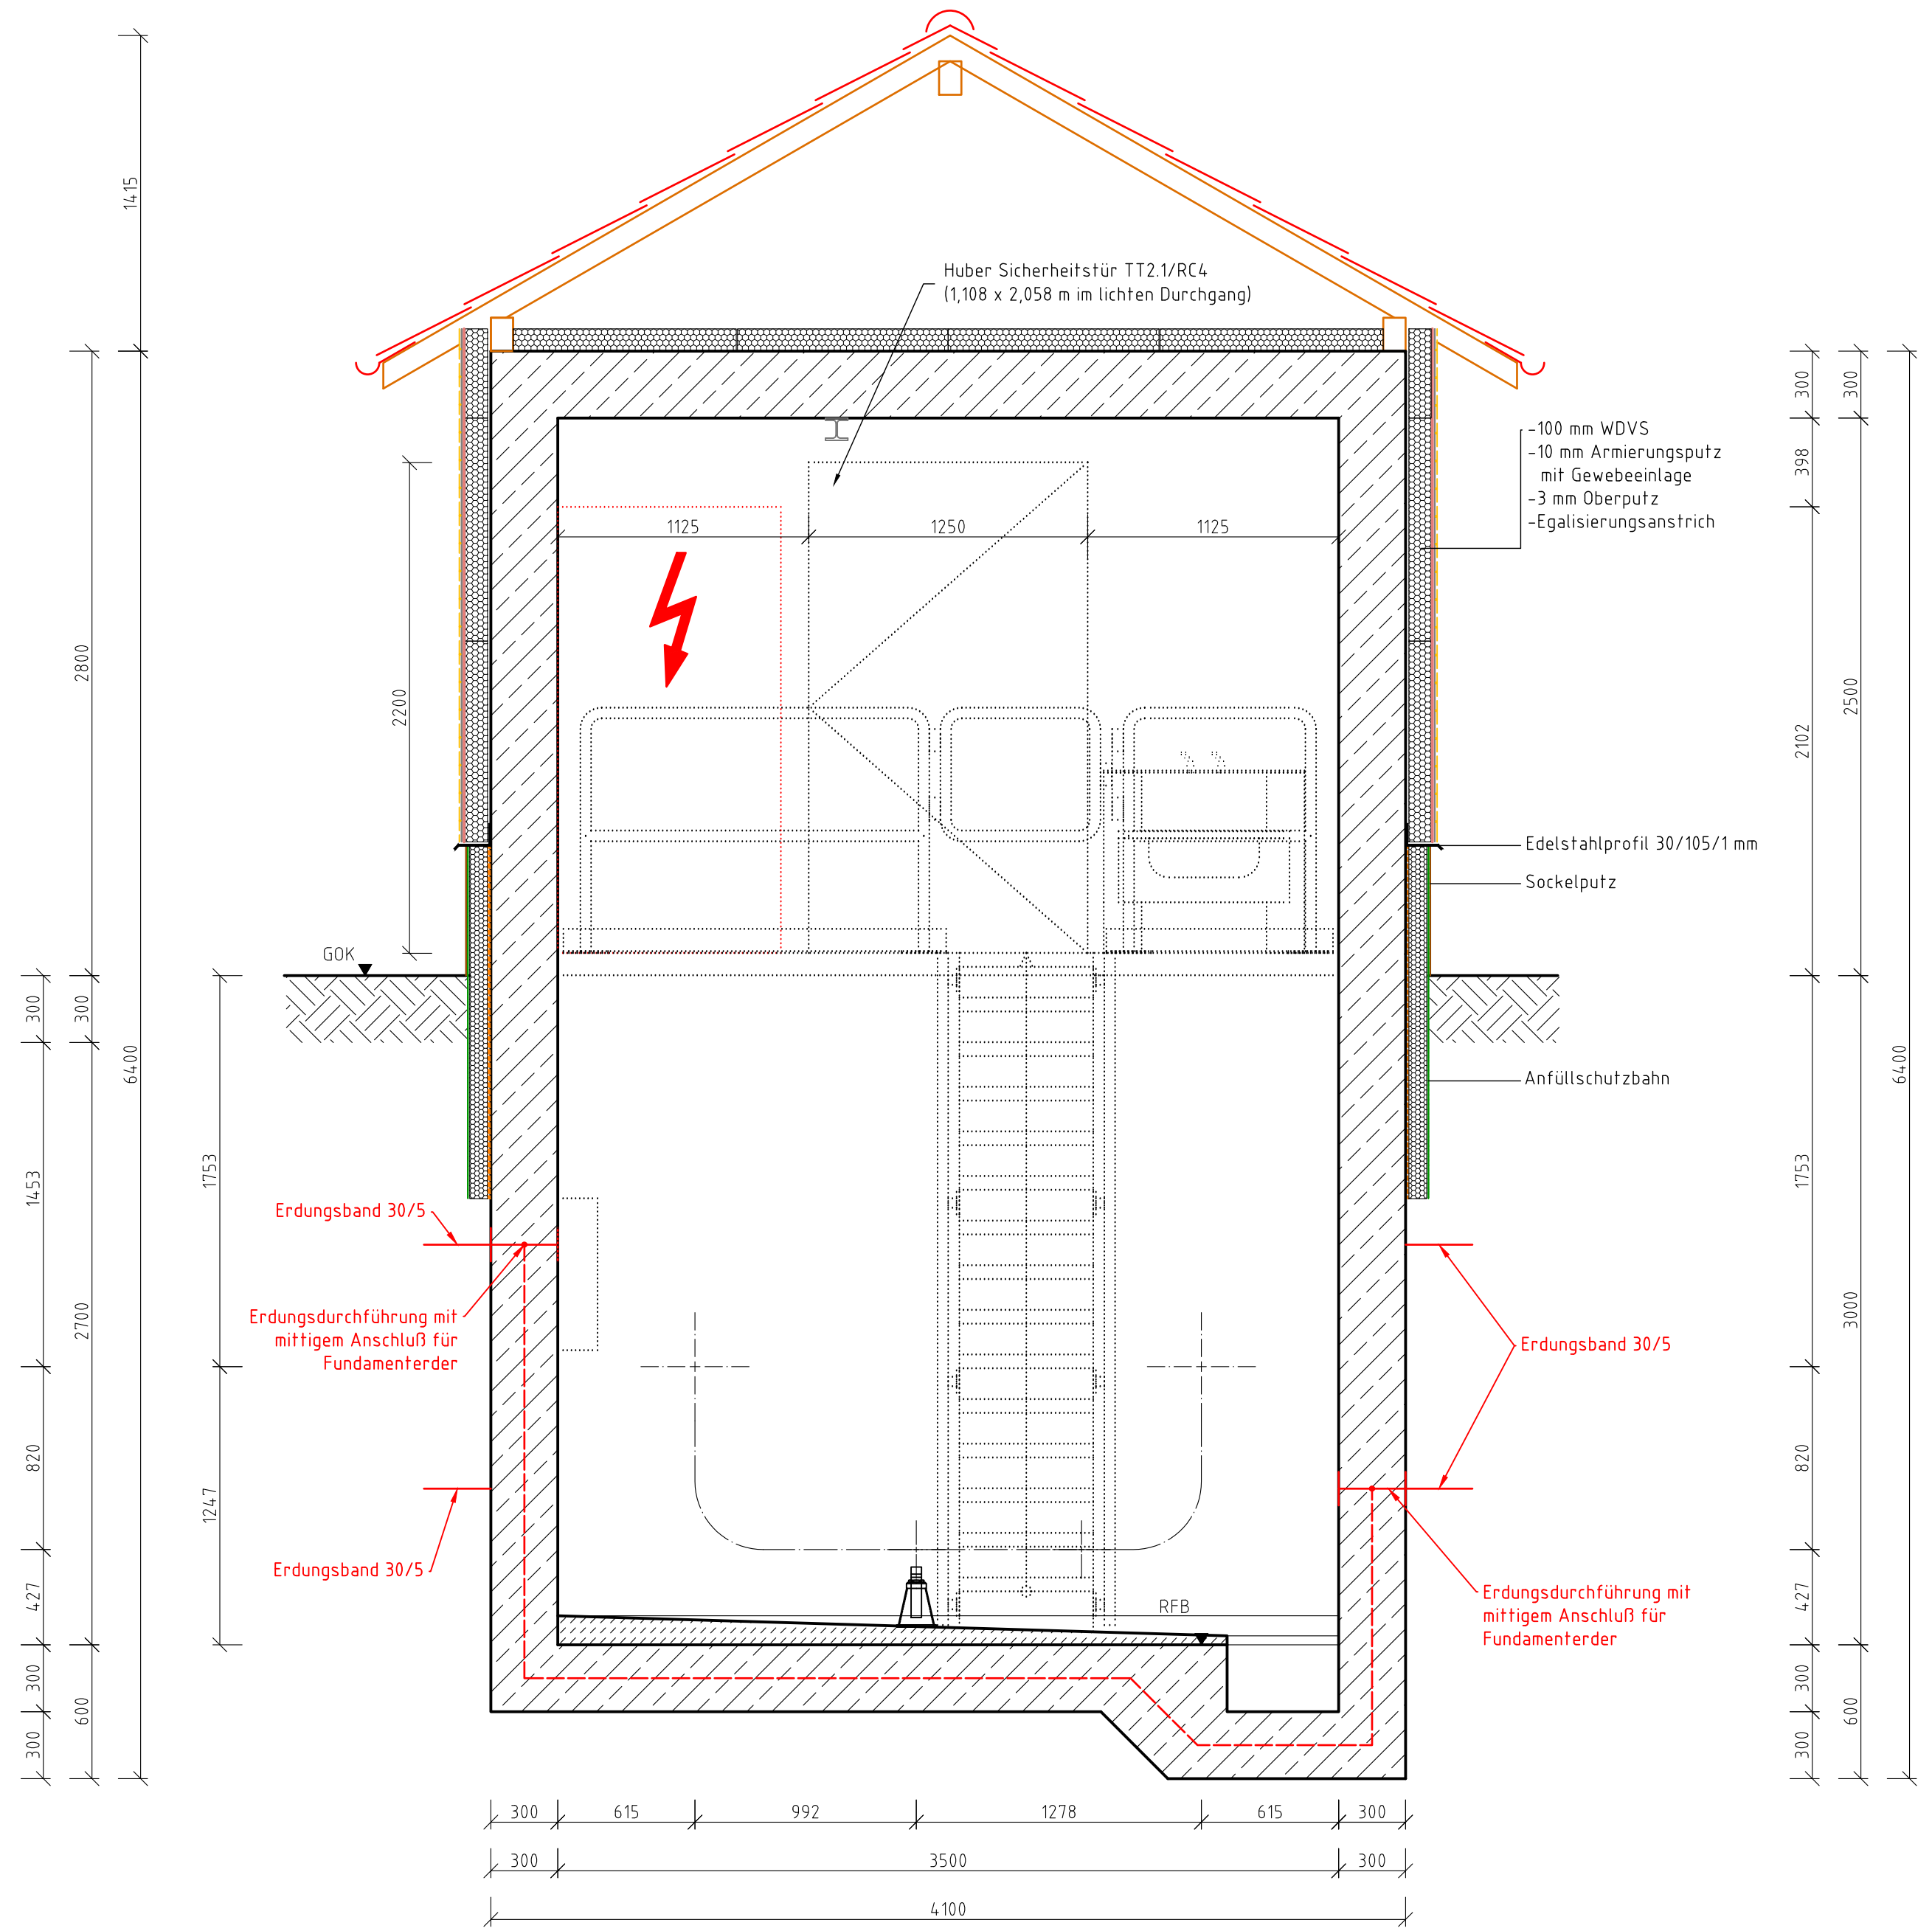 1415
Huber Sicherheitstür TT2.1/RC4
(1,108 x 2,058 m im lichten Durchgang)
300
300
-100 mm WDVS
-10 mm Armierungsputz
mit Gewebeeinlage
-3 mm Oberputz
-Egalisierungsanstrich
398
1125
1250
1125
2800
2200
2500
2102
Edelstahlprofil 30/105/1 mm
Sockelputz
GOK
300
300
6400
6400
Anfüllschutzbahn
1453
1753
1753
Erdungsband 30/5
Erdungsdurchführung mit
mittigem Anschluß für
Fundamenterder
2700
3000
Erdungsband 30/5
820
820
1247
Erdungsband 30/5
427
427
RFB
Erdungsdurchführung mit
mittigem Anschluß für
Fundamenterder
300
600
300
600
300
300
300
615
992
1278
615
300
300
3500
300
4100